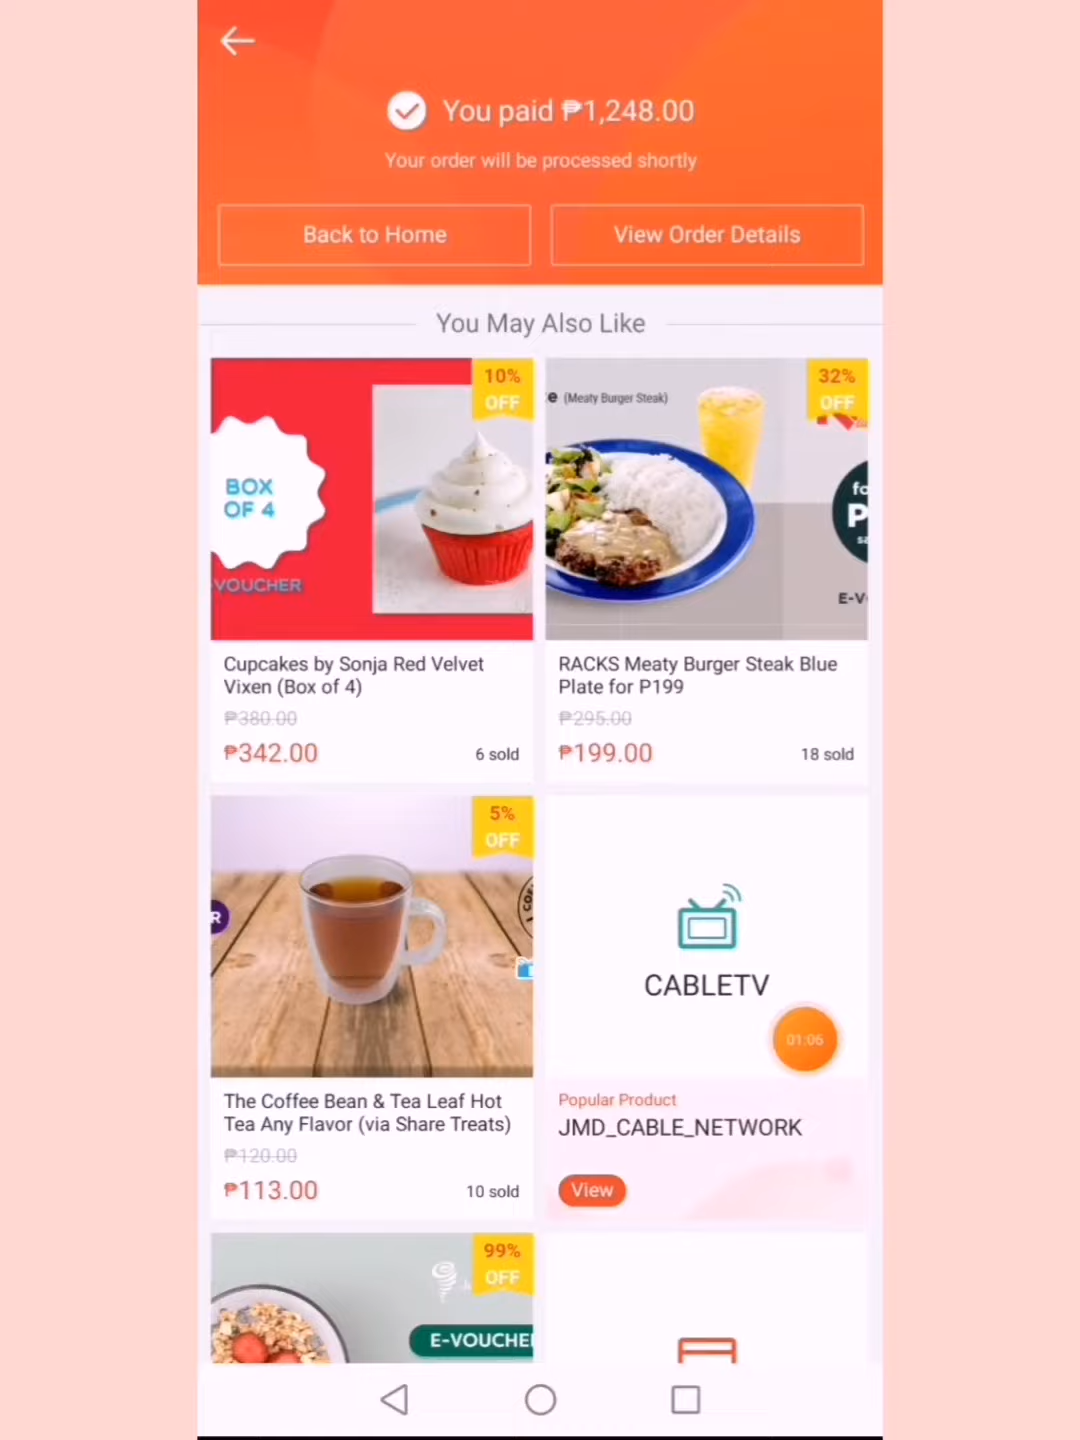 You paid ₱1,248.00
Your order will be processed shortly
Back to Home
View Order Details
You May Also Like
10%
OFF
BOX
OF 4
VOUCHER
32%
OFF
(Meaty Burger Steak)
Cupcakes by Sonja Red Velvet
Vixen (Box of 4)
₱380.00
₱342.00
6 sold
RACKS Meaty Burger Steak Blue
Plate for P199
₱295.00
₱199.00
18 sold
5%
OFF
CABLETV
01:06
The Coffee Bean & Tea Leaf Hot
Tea Any Flavor (via Share Treats)
₱120.00
₱113.00
10 sold
Popular Product
JMD_CABLE_NETWORK
View
99%
OFF
E-VOUCHE